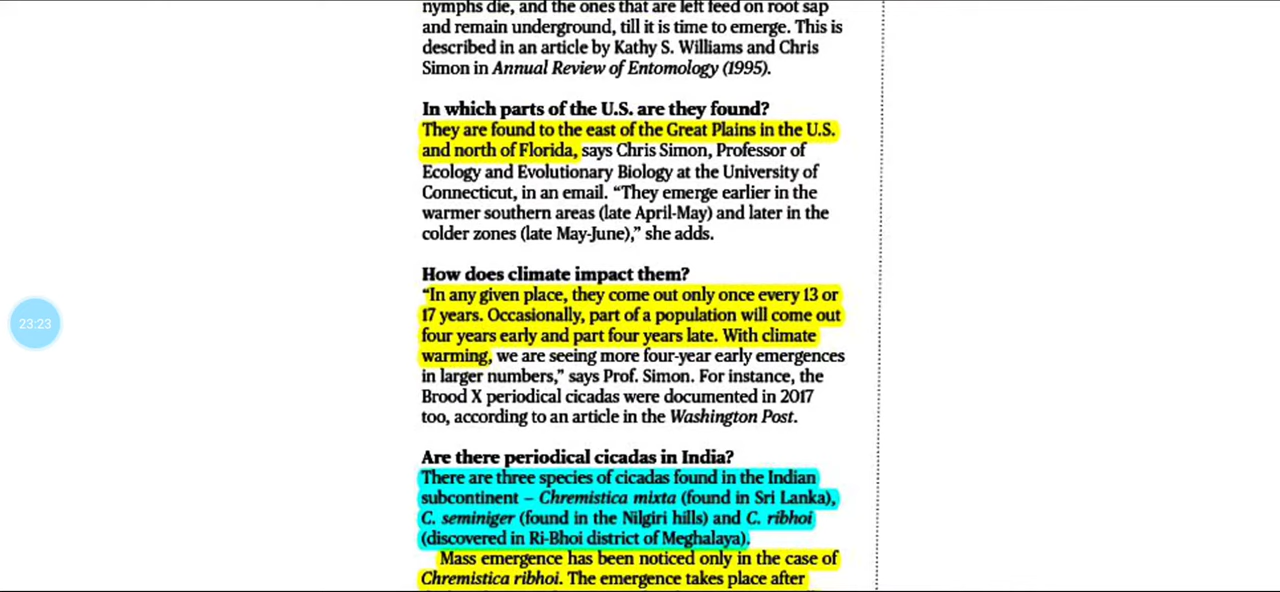 nymphs die, and the ones that are left feed on root sap
and remain underground, till it is time to emerge. This is
described in an article by Kathy S. Williams and Chris
Simon in Annual Review of Entomology (1995).
In which parts of the U.S. are they found?
They are found to the east of the Great Plains in the U.S.
and north of Florida, says Chris Simon, Professor of
Ecology and Evolutionary Biology at the University of
Connecticut, in an email. “They emerge earlier in the
warmer southern areas (late April-May) and later in the
colder zones (late May-June),” she adds.
How does climate impact them?
“In any given place, they come out only once every 13 or
17 years. Occasionally, part of a population will come out
four years early and part four years late. With climate
warming, we are seeing more four-year early emergences
in larger numbers,” says Prof. Simon. For instance, the
Brood X periodical cicadas were documented in 2017
too, according to an article in the Washington Post.
23:23
Are there periodical cicadas in India?
There are three species of cicadas found in the Indian
subcontinent – Chremistica mixta (found in Sri Lanka),
C. seminiger (found in the Nilgiri hills) and C. ribhoi
(discovered in Ri-Bhoi district of Meghalaya).
Mass emergence has been noticed only in the case of
Chremistica ribhoi. The emergence takes place after